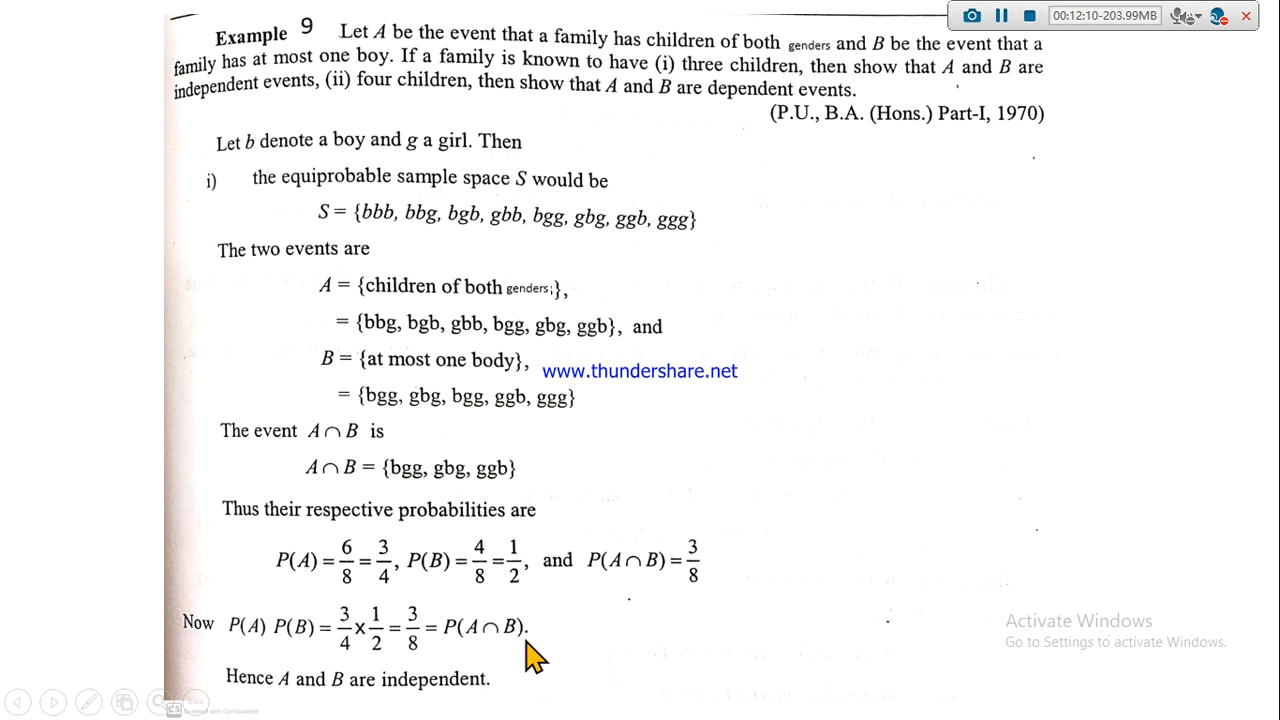 00:12:10-203.99MB
Example 9 Let A be the event that a family has children of both genders and B be the event that a
family has at most one boy. If a family is known to have (i) three children, then show that A and B are
independent events, (ii) four children, then show that A and B are dependent events.
(P.U., B.A. (Hons.) Part-I, 1970)
Let b denote a boy and g a girl. Then
i) the equiprobable sample space S would be
S = {bbb, bbg, bgb, gbb, bgg, gbg, ggb, ggg}
The two events are
A = {children of both genders;},
= {bbg, bgb, gbb, bgg, gbg, ggb}, and
B = {at most one body},
www.thundershare.net
= {bgg, gbg, bgg, ggb, ggg}
The event A ∩ B is
A ∩ B = {bgg, gbg, ggb}
Thus their respective probabilities are
P(A) = 6/8 = 3/4, P(B) = 4/8 = 1/2, and P(A ∩ B) = 3/8
Now P(A) P(B) = 3/4 x 1/2 = 3/8 = P(A ∩ B).
Hence A and B are independent.
Activate Windows
Go to Settings to activate Windows.
CS Scanned with CamScanner